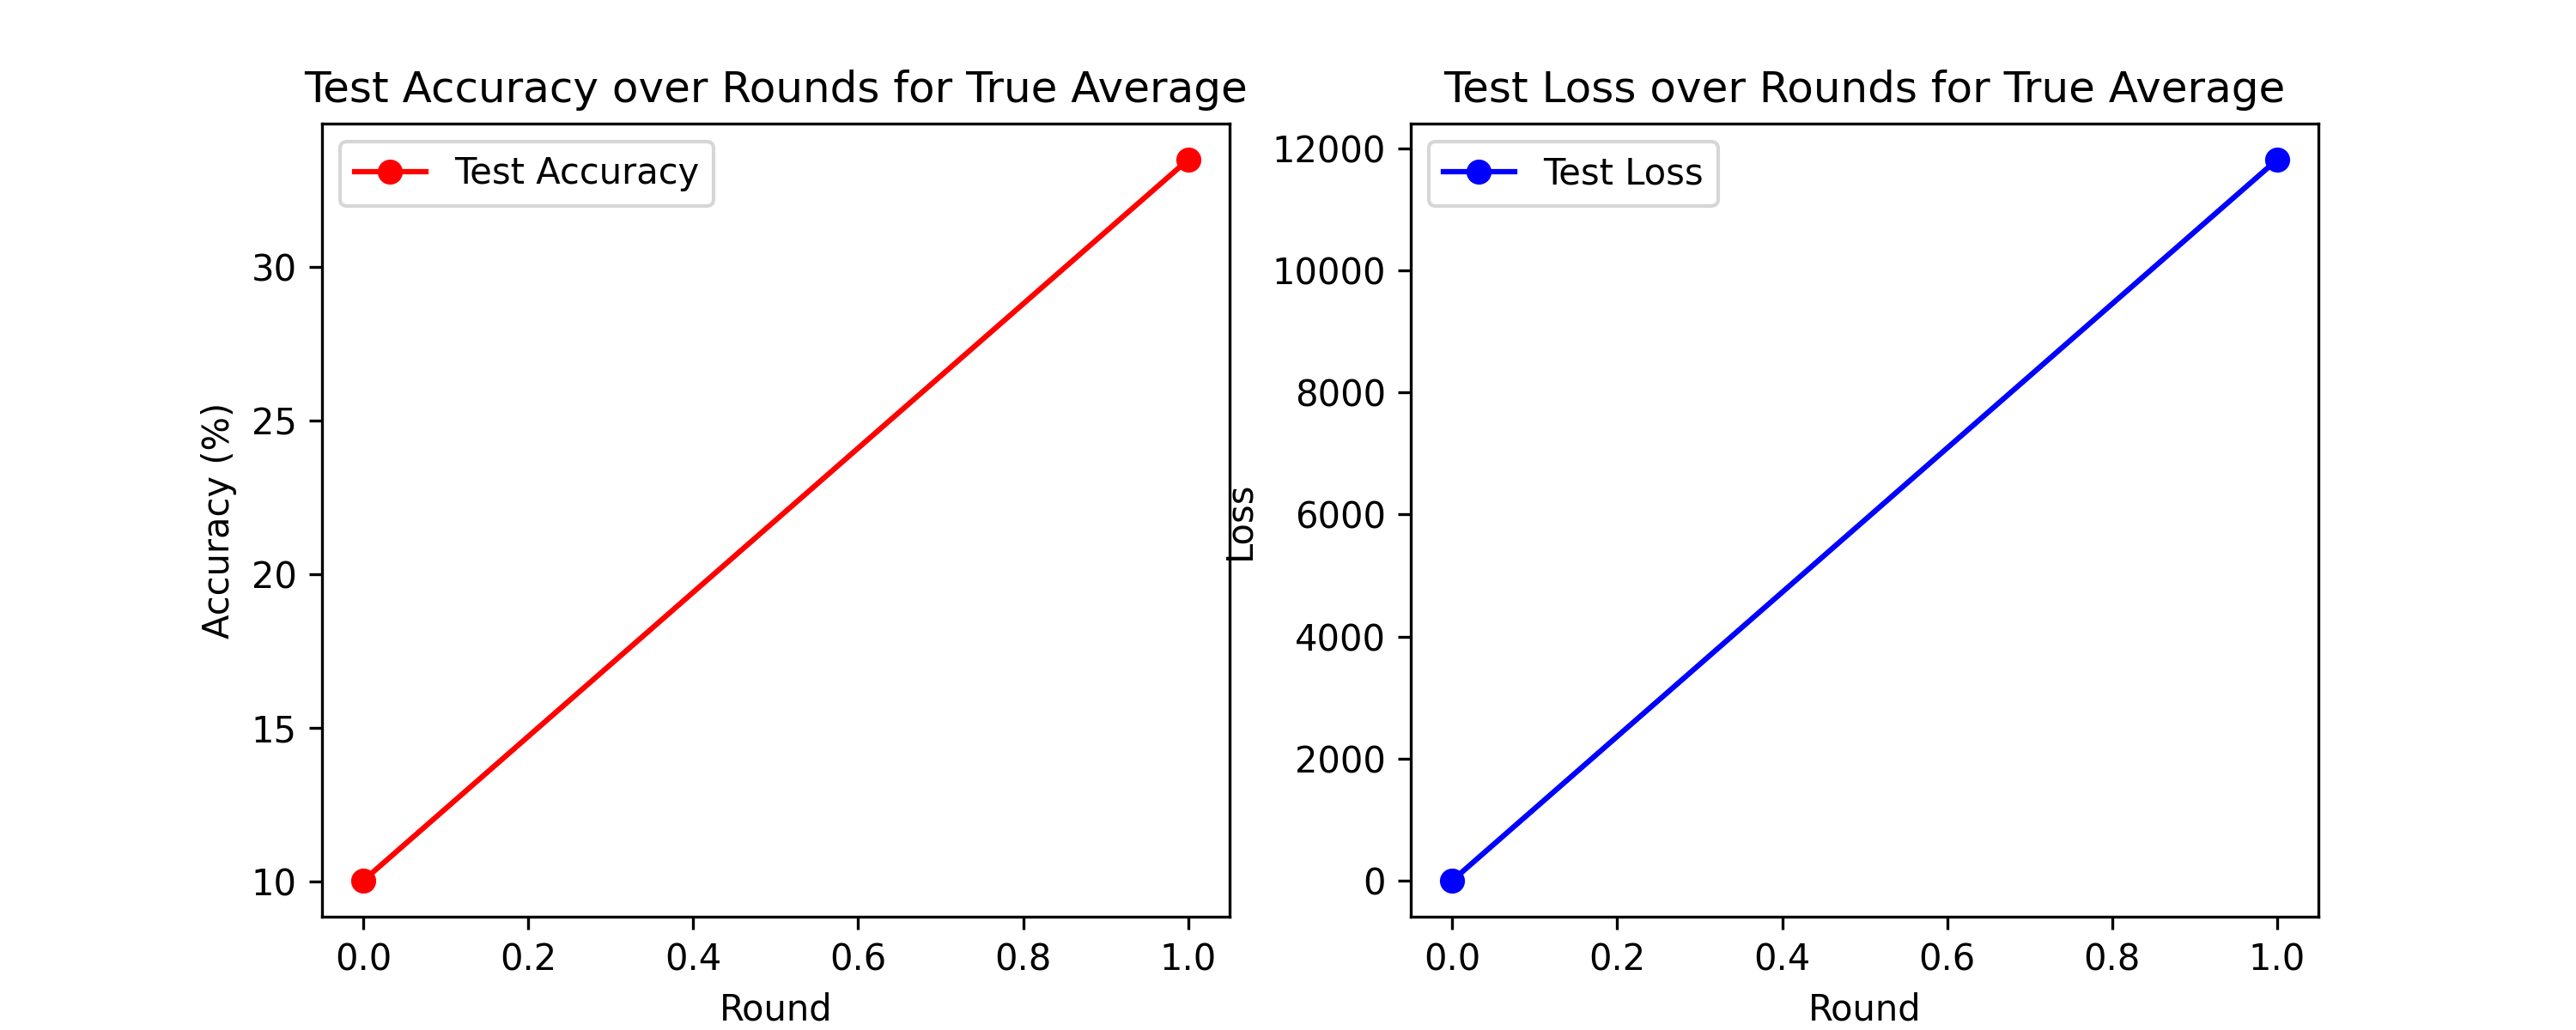 Test Accuracy over Rounds for True Average
Test Accuracy
30
25
20
15
10
Accuracy (%)
0.0 0.2 0.4 0.6 0.8 1.0
Round
Test Loss over Rounds for True Average
Test Loss
12000
10000
8000
6000
4000
2000
0
Loss
0.0 0.2 0.4 0.6 0.8 1.0
Round